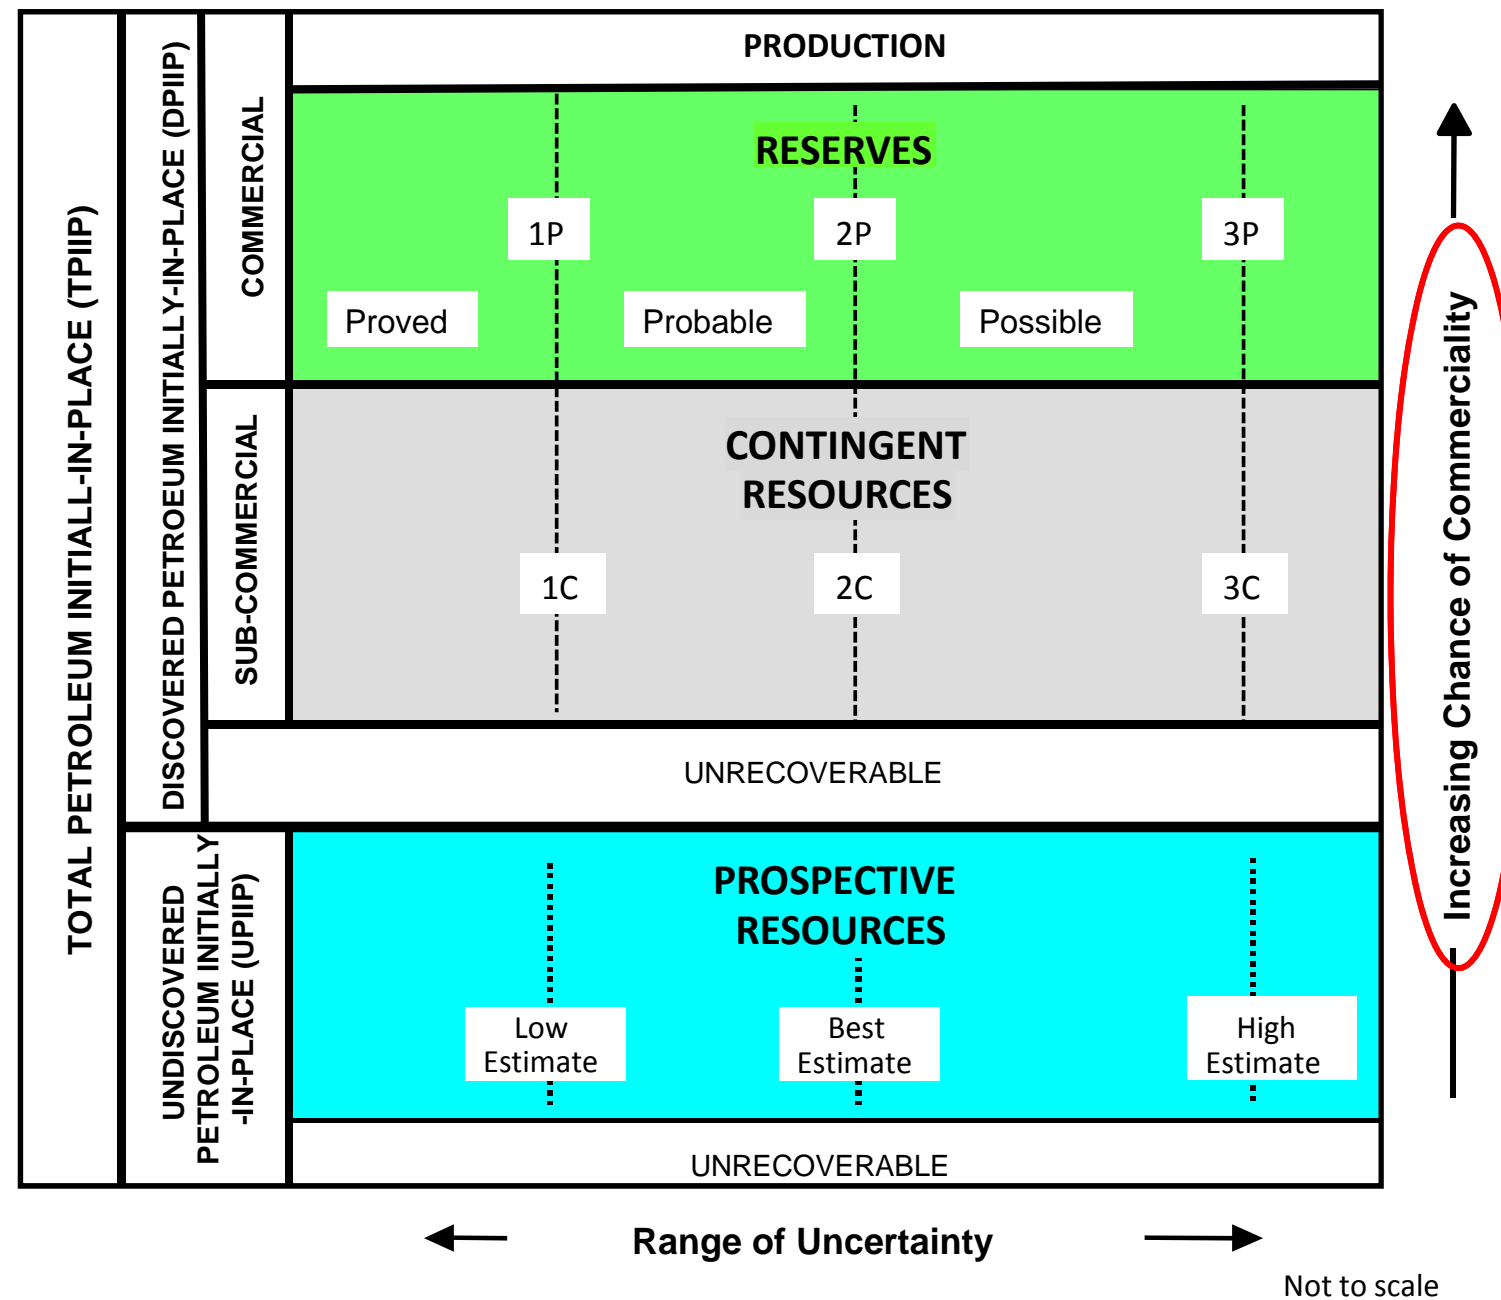 TOTAL PETROLEUM INITIALL-IN-PLACE (TPIIP)
DISCOVERED PETROEUM INITIALLY-IN-PLACE (DPIIP)
COMMERCIAL
PRODUCTION
RESERVES
1P
2P
3P
Proved
Probable
Possible
SUB-COMMERCIAL
CONTINGENT
RESOURCES
1C
2C
3C
UNRECOVERABLE
UNDISCOVERED
PETROLEUM INITIALLY
-IN-PLACE (UPIIP)
PROSPECTIVE
RESOURCES
Low
Estimate
Best
Estimate
High
Estimate
UNRECOVERABLE
Increasing Chance of Commerciality
Range of Uncertainty
Not to scale